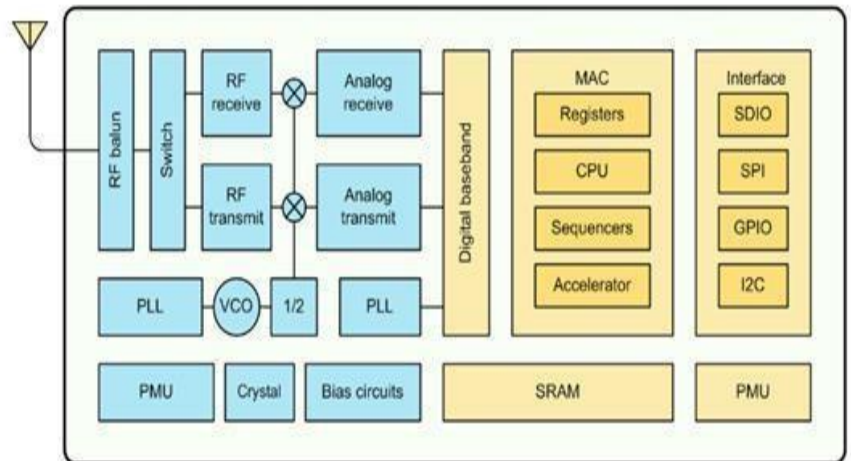 RF balun
Switch
RF
receive
Analog
receive
RF
transmit
Analog
transmit
Digital baseband
MAC
Registers
CPU
Sequencers
Accelerator
Interface
SDIO
SPI
GPIO
I2C
PLL
VCO
1/2
PLL
PMU
Crystal
Bias circuits
SRAM
PMU